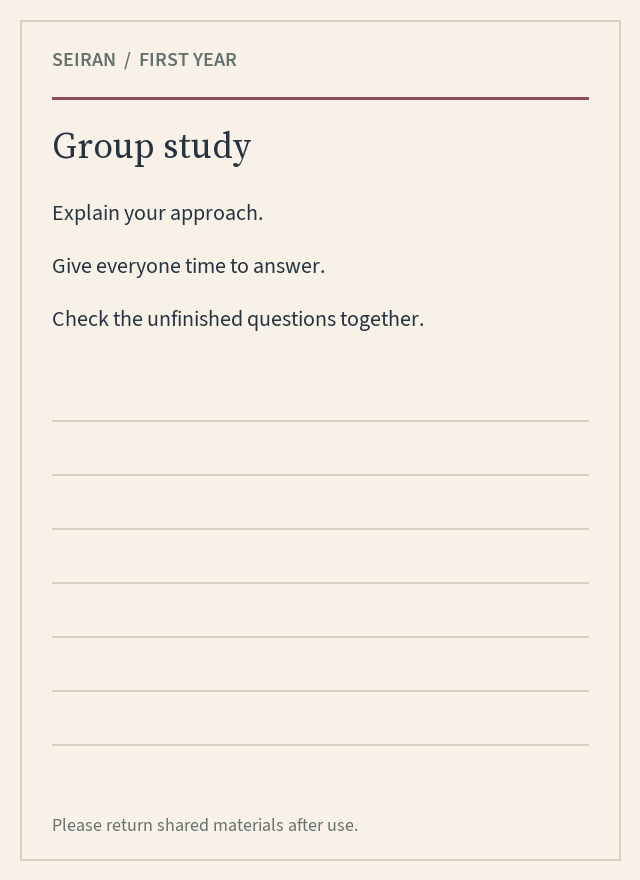 SEIRAN / FIRST YEAR
Group study
Explain your approach.
Give everyone time to answer.
Check the unfinished questions together.
Please return shared materials after use.